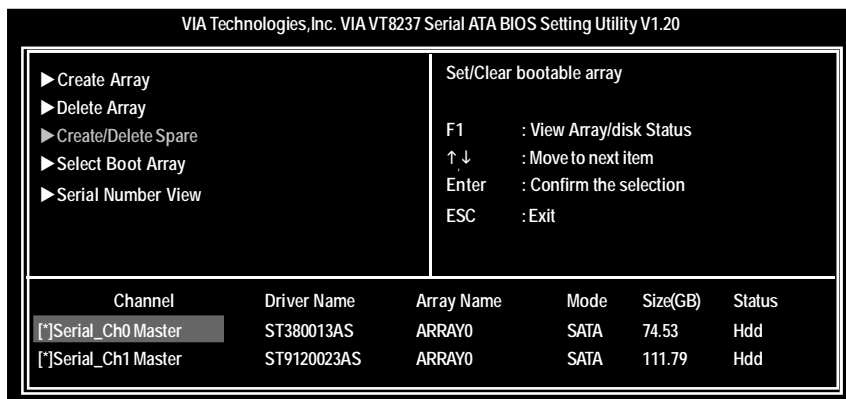 VIA Technologies,Inc. VIA VT8237 Serial ATA BIOS Setting Utility V1.20
▶Create Array
▶Delete Array
▶Create/Delete Spare
▶Select Boot Array
▶Serial Number View
Set/Clear bootable array
F1 : View Array/disk Status
↑↓ : Move to next item
Enter : Confirm the selection
ESC : Exit
Channel Driver Name Array Name Mode Size(GB) Status
[*]Serial_Ch0 Master ST380013AS ARRAY0 SATA 74.53 Hdd
[*]Serial_Ch1 Master ST9120023AS ARRAY0 SATA 111.79 Hdd